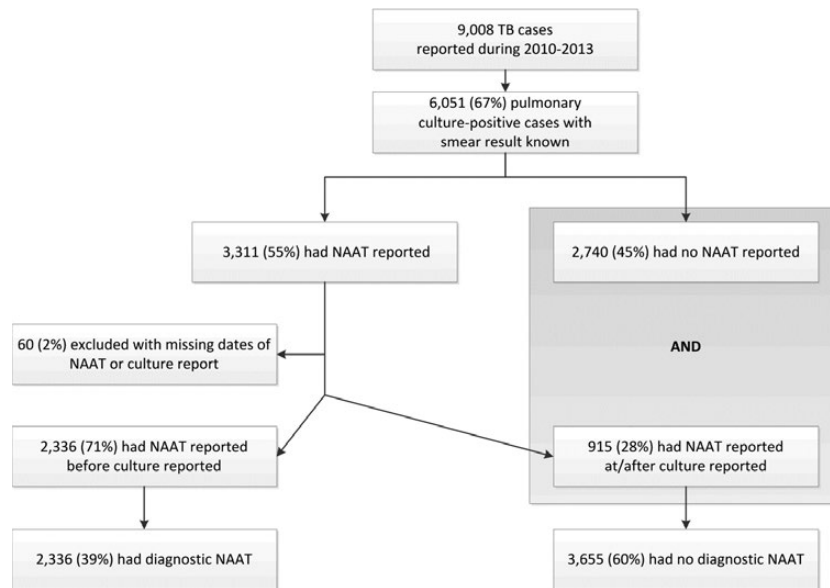 9,008 TB cases
reported during 2010-2013
6,051 (67%) pulmonary
culture-positive cases with
smear result known
3,311 (55%) had NAAT reported
2,740 (45%) had no NAAT reported
60 (2%) excluded with missing dates of
NAAT or culture report
AND
2,336 (71%) had NAAT reported
before culture reported
915 (28%) had NAAT reported
at/after culture reported
2,336 (39%) had diagnostic NAAT
3,655 (60%) had no diagnostic NAAT